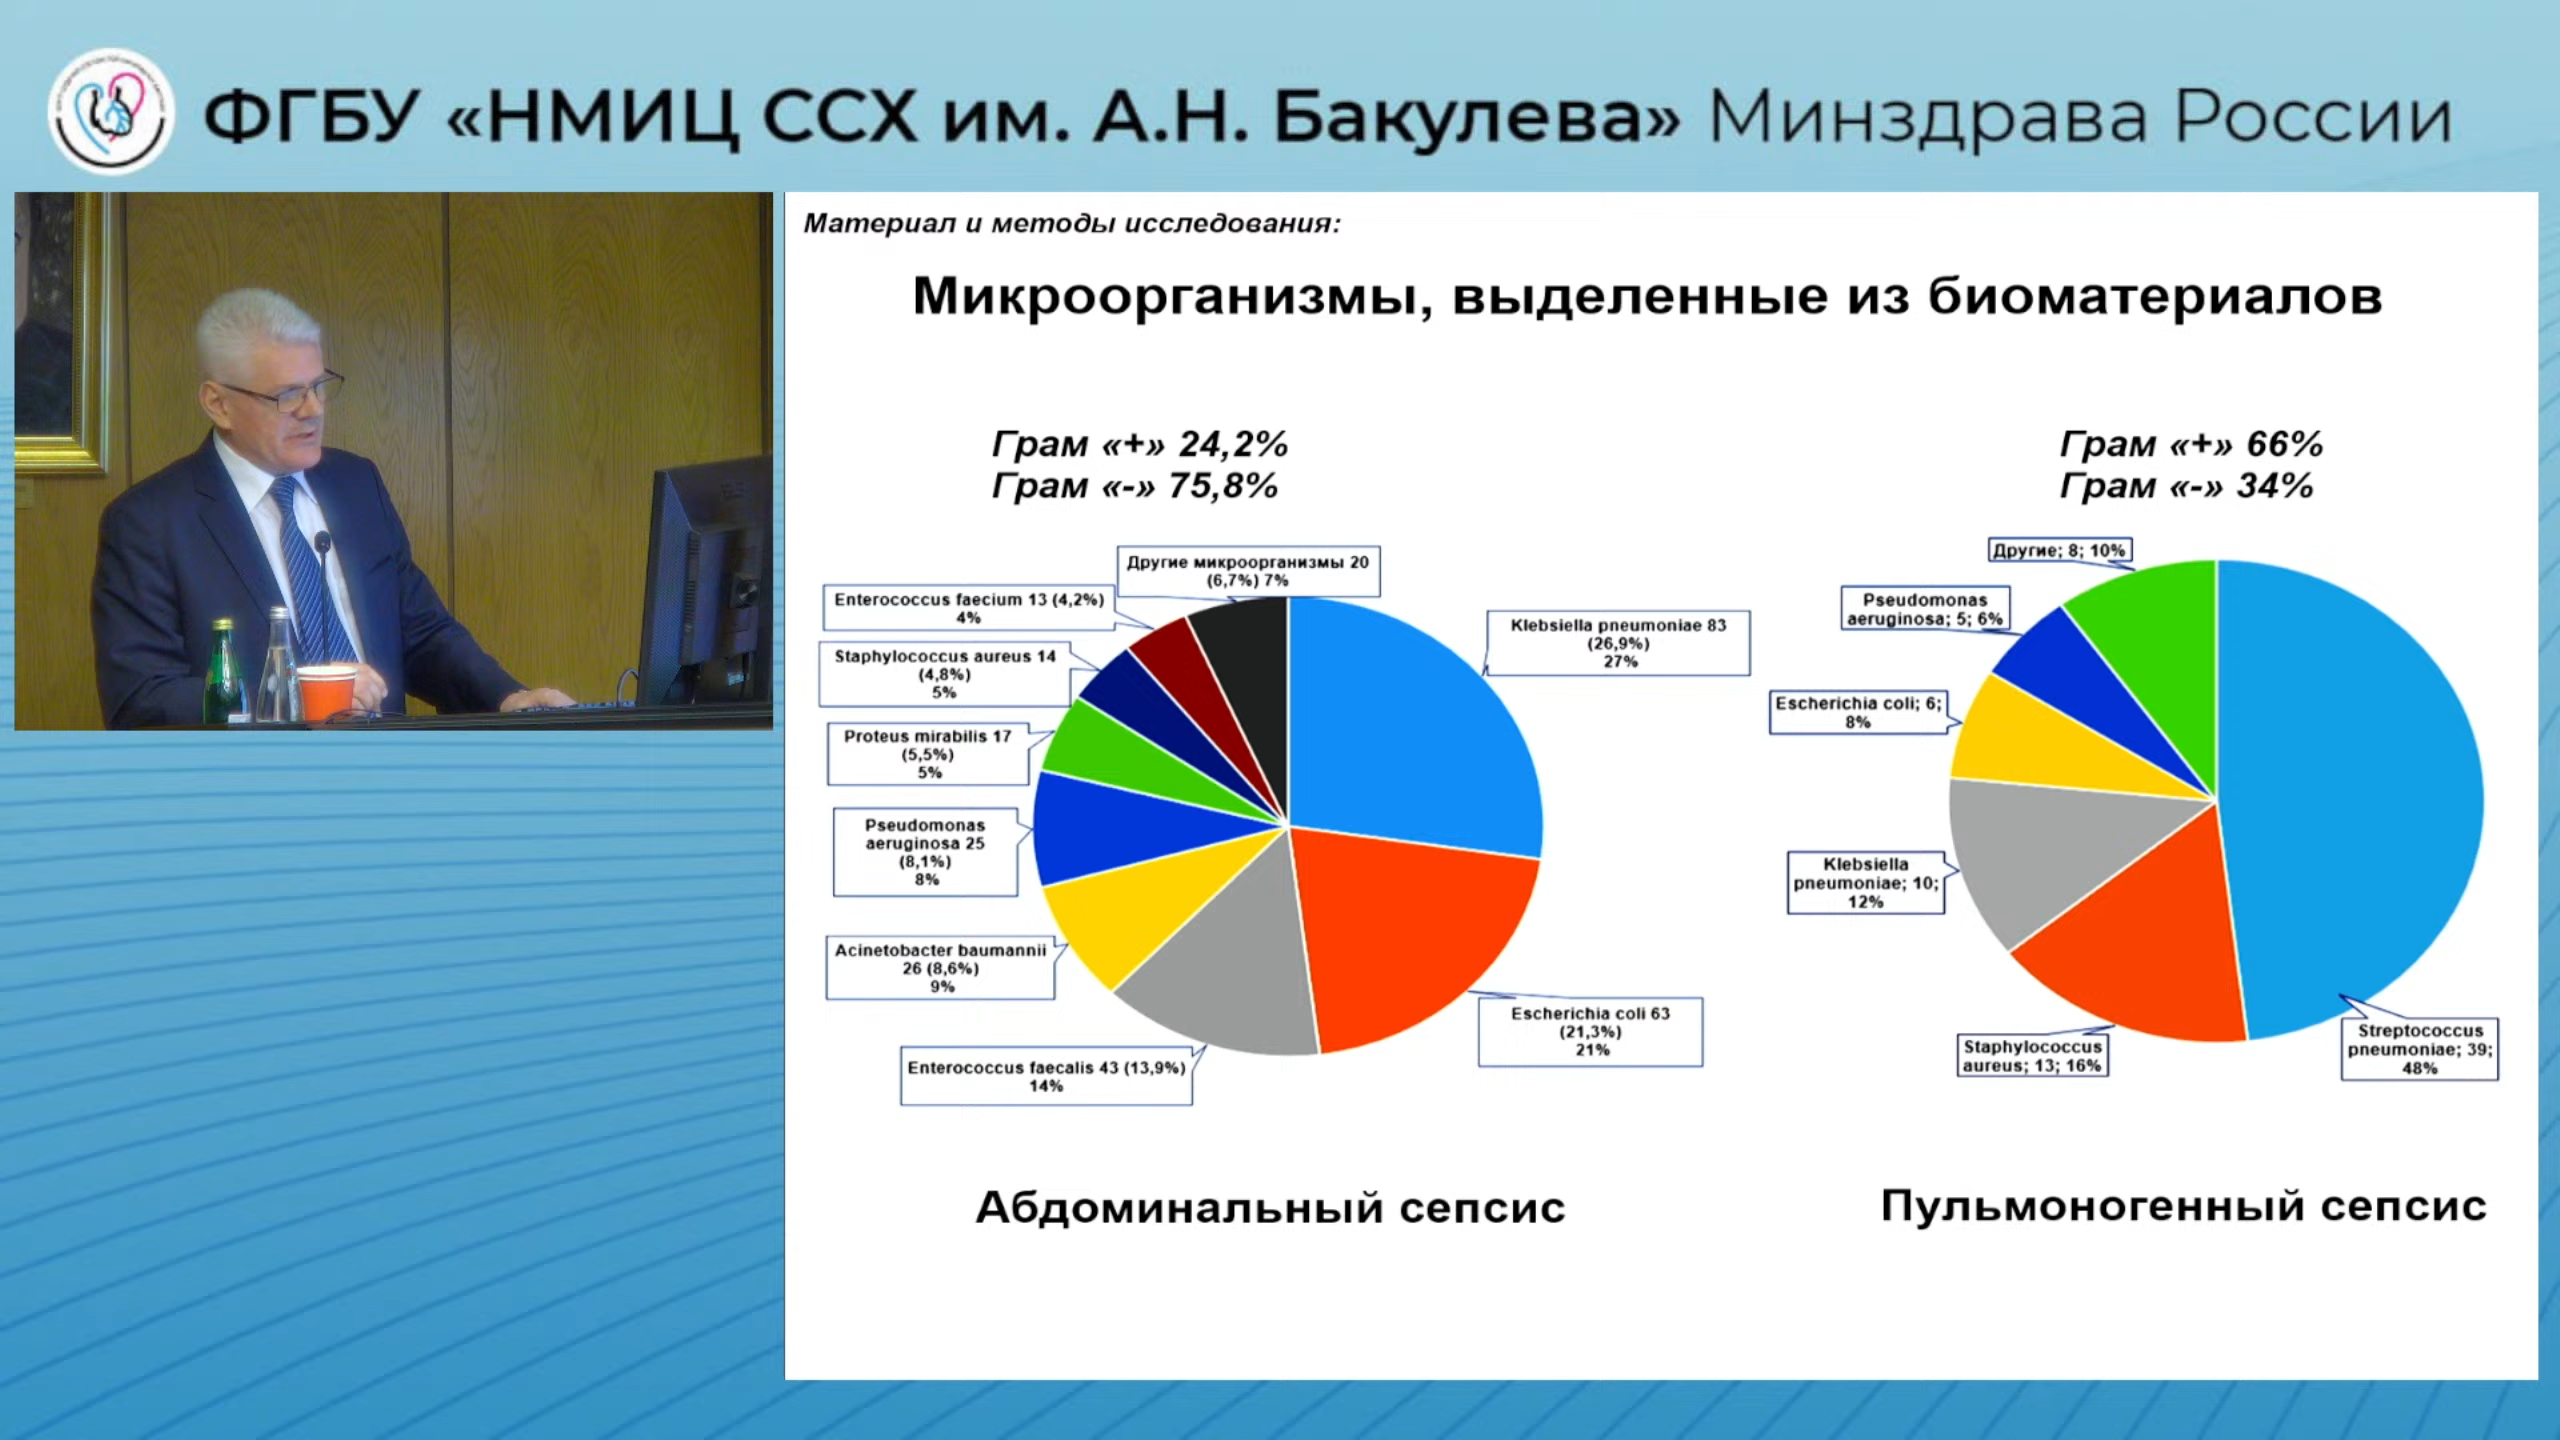 ФГБУ «НМИЦ ССХ им. А.Н. Бакулева» Минздрава России
Материал и методы исследования:
Микроорганизмы, выделенные из биоматериалов
Грам «+» 24,2%
Грам «-» 75,8%
Другие микроорганизмы 20
(6,7%) 7%
Enterococcus faecium 13 (4,2%)
4%
Staphylococcus aureus 14
(4,8%)
5%
Proteus mirabilis 17
(5,5%)
5%
Pseudomonas
aeruginosa 25
(8,1%)
8%
Acinetobacter baumannii
26 (8,6%)
9%
Enterococcus faecalis 43 (13,9%)
14%
Klebsiella pneumoniae 83
(26,9%)
27%
Escherichia coli 63
(21,3%)
21%
Абдоминальный сепсис
Грам «+» 66%
Грам «-» 34%
Другие; 8; 10%
Pseudomonas
aeruginosa; 5; 6%
Escherichia coli; 6;
8%
Klebsiella
pneumoniae; 10;
12%
Staphylococcus
aureus; 13; 16%
Streptococcus
pneumoniae; 39;
48%
Пульмоногенный сепсис